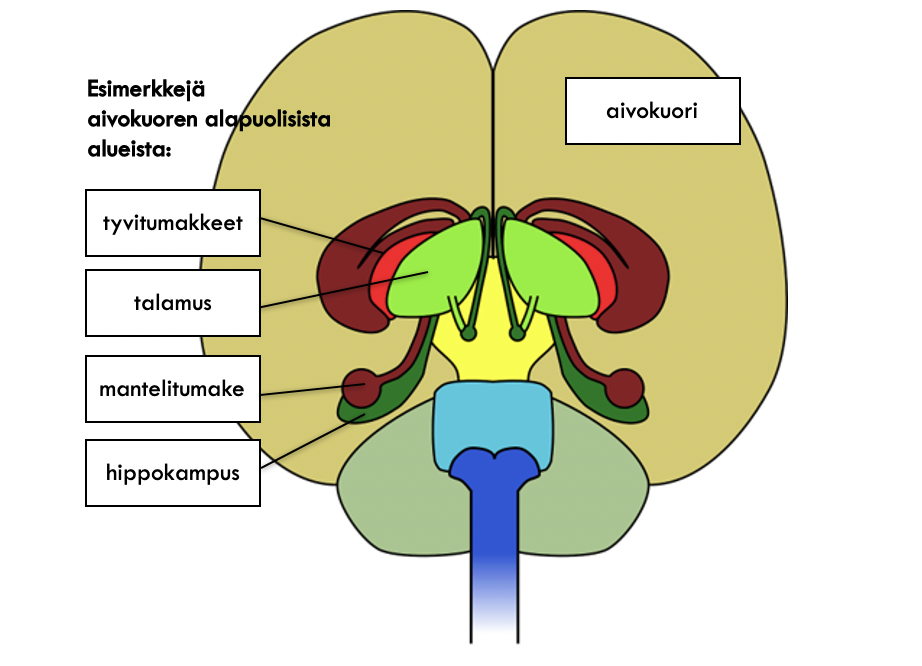 Esimerkkejä
aivokuoren alapuolisista
alueista:
aivokuori
tyvitumakkeet
talamus
mantelitumake
hippokampus